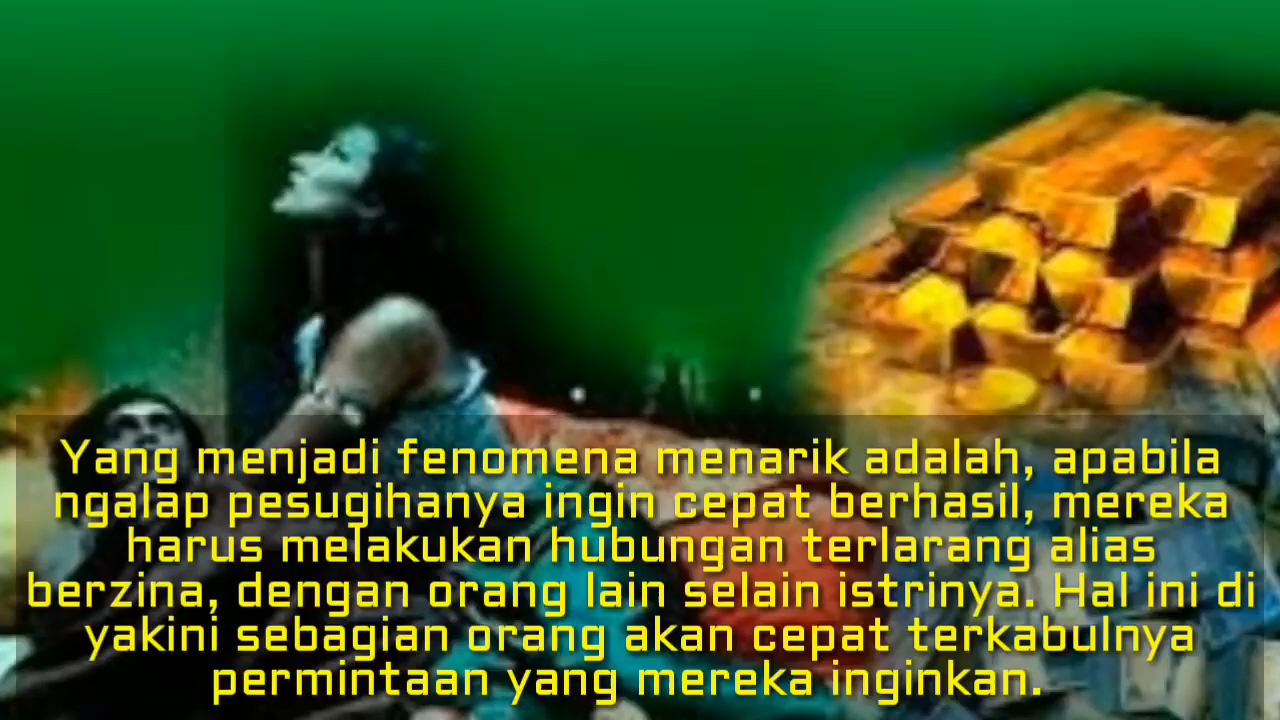 Yang menjadi fenomena menarik adalah, apabila
ngalap pesugihanya ingin cepat berhasil, mereka
harus melakukan hubungan terlarang alias
berzina, dengan orang lain selain istrinya. Hal ini di
yakini sebagian orang akan cepat terkabulnya
permintaan yang mereka inginkan.